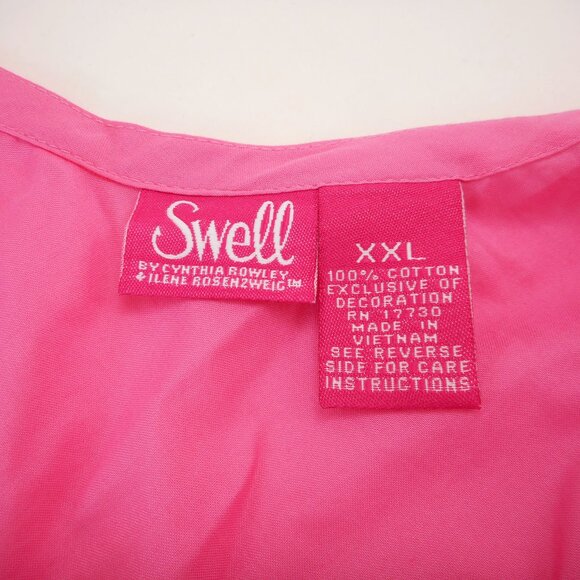 Swell
BY CYNTHIA ROWLEY
+ ILENE ROSENZWEIG™
XXL
100% COTTON
EXCLUSIVE OF
DECORATION
RN 17730
MADE IN
VIETNAM
SEE REVERSE
SIDE FOR CARE
INSTRUCTIONS